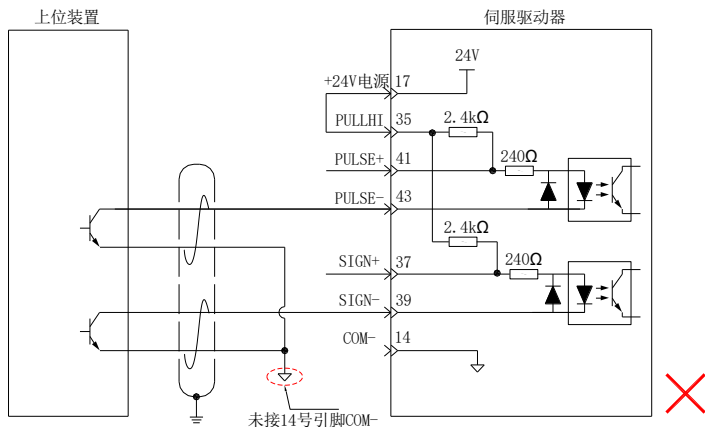 上位装置
伺服驱动器
24V
+24V电源 17
PULLHI 35
2.4kΩ
PULSE+ 41
240Ω
PULSE- 43
2.4kΩ
SIGN+ 37
240Ω
SIGN- 39
COM- 14
未接14号引脚COM-